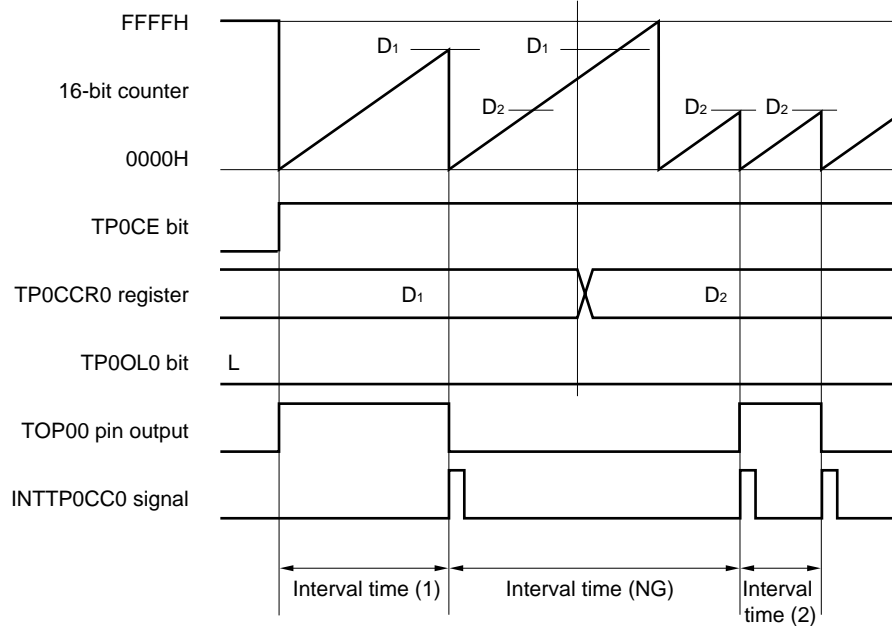 FFFFH
D1
D1
16-bit counter
D2
D2
D2
0000H
TP0CE bit
TP0CCR0 register
D1
D2
TP0OL0 bit
L
TOP00 pin output
INTTP0CC0 signal
Interval time (1)
Interval time (NG)
Interval
time (2)